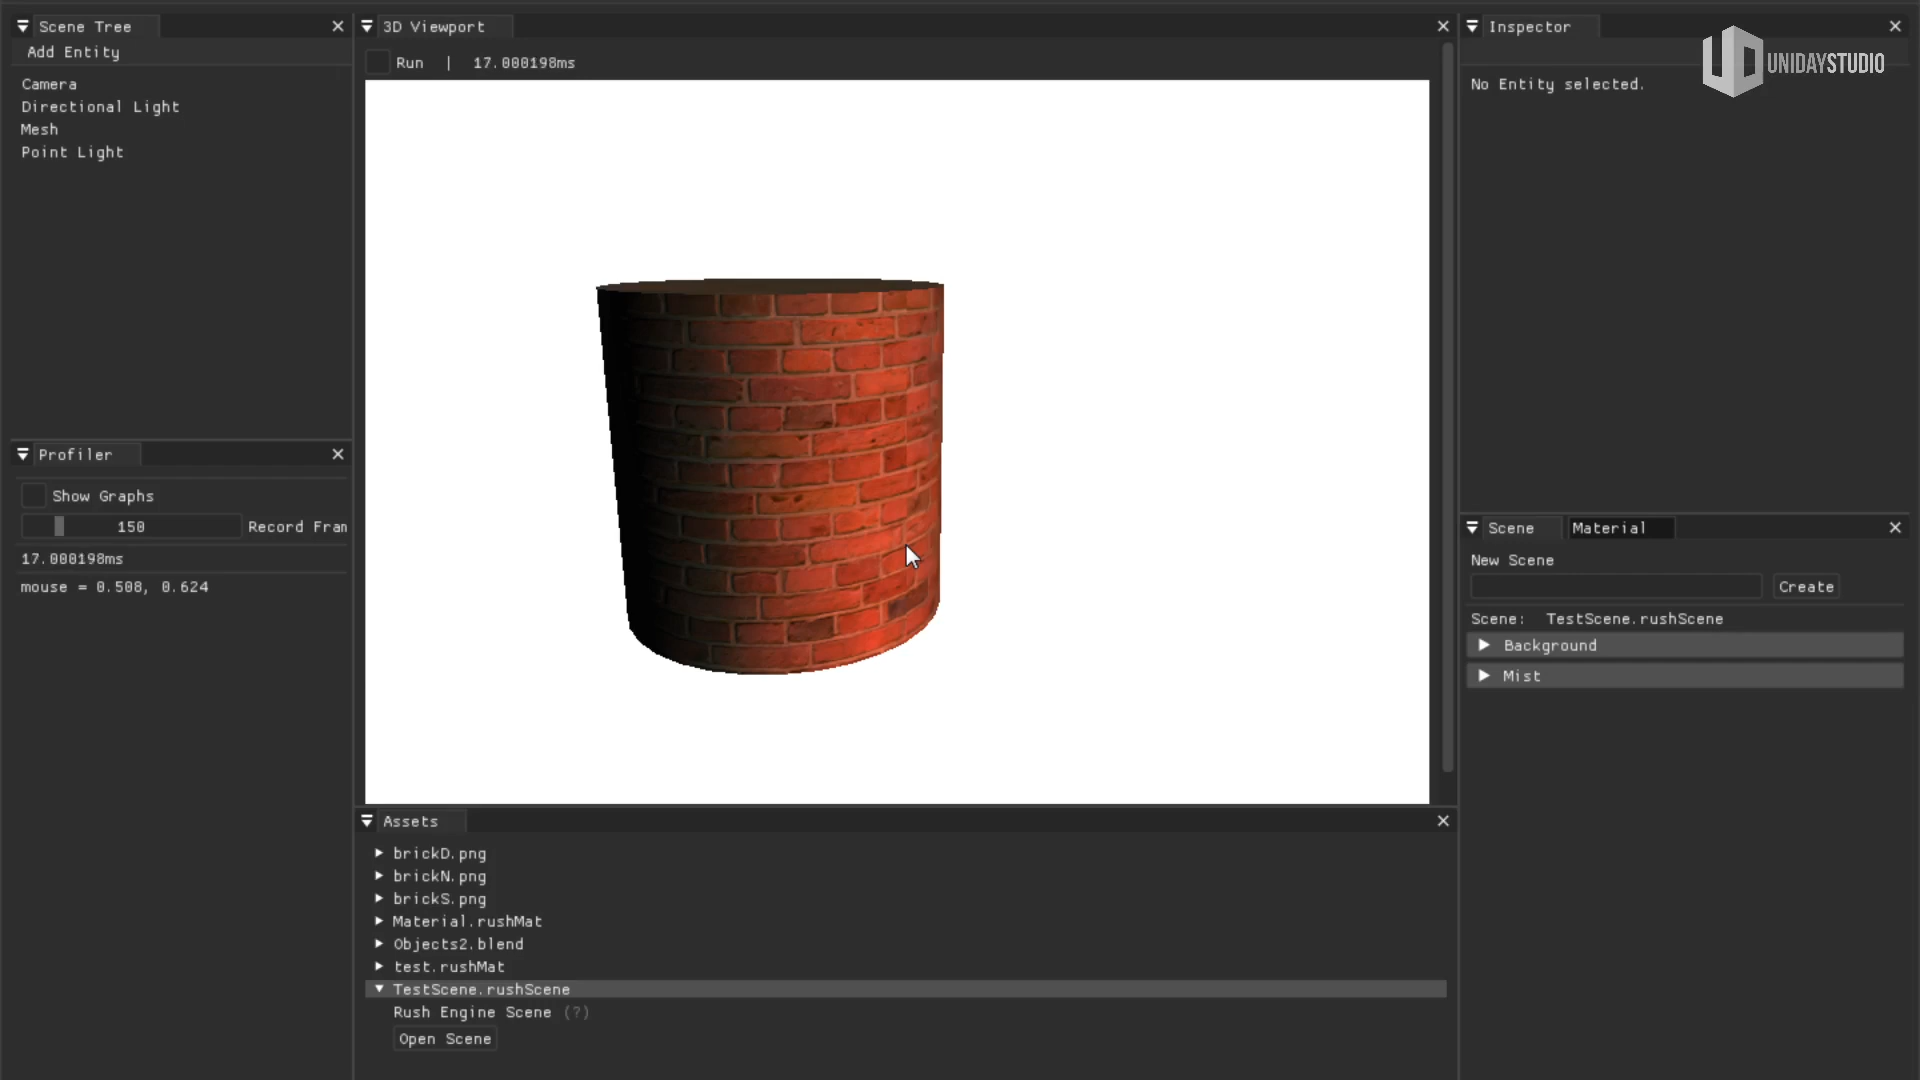 Scene Tree
Add Entity
Camera
Directional Light
Mesh
Point Light
Profiler
Show Graphs
150 Record Fran
17.000198ms
mouse = 0.508, 0.624
3D Viewport
Run | 17.000198ms
Assets
brickD.png
brickN.png
brickS.png
Material.rushMat
Objects2.blend
test.rushMat
TestScene.rushScene
Rush Engine Scene (?)
Open Scene
Inspector
UNIDAYSTUDIO
No Entity selected.
Scene Material
New Scene
Create
Scene: TestScene.rushScene
Background
Mist